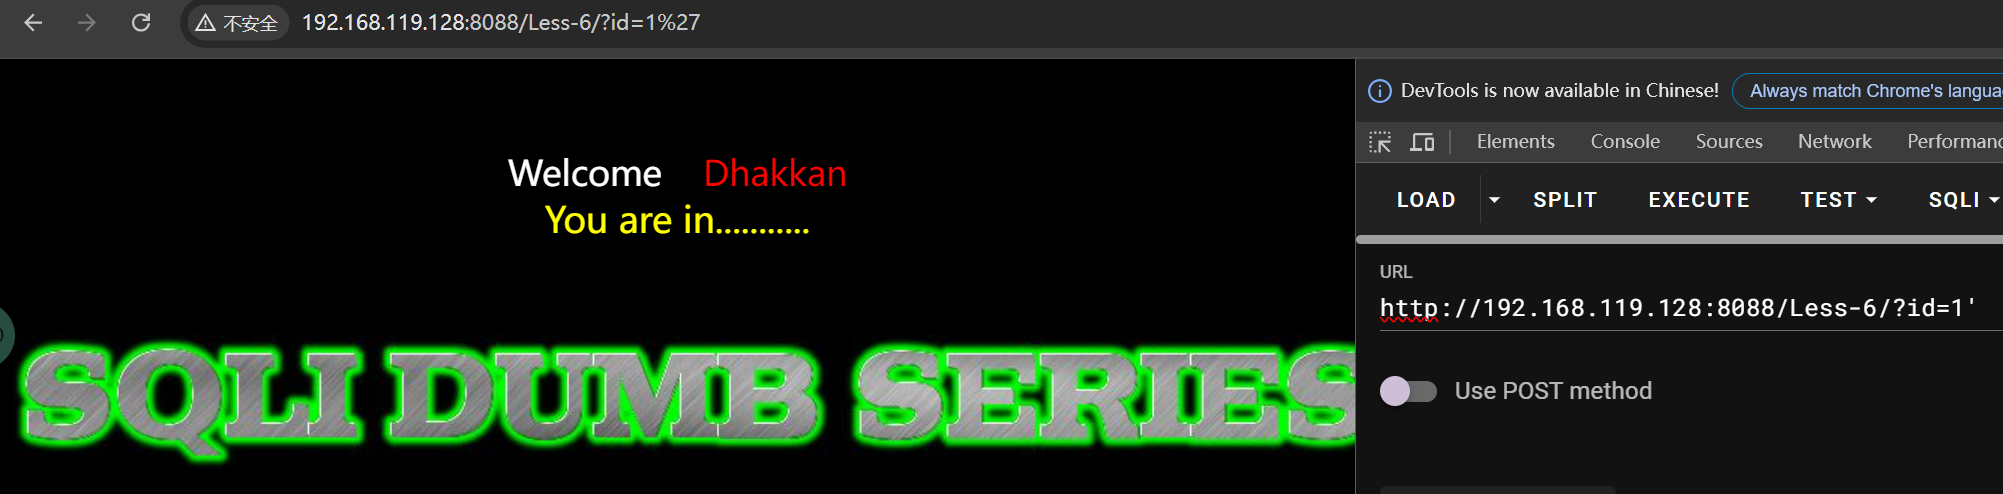 不安全 192.168.119.128:8088/Less-6/?id=1%27
Welcome Dhakkan
You are in...........
SQLI DUMB SERIES
DevTools is now available in Chinese! Always match Chrome's langua
Elements Console Sources Network Performanc
LOAD SPLIT EXECUTE TEST SQLI
URL
http://192.168.119.128:8088/Less-6/?id=1'
Use POST method